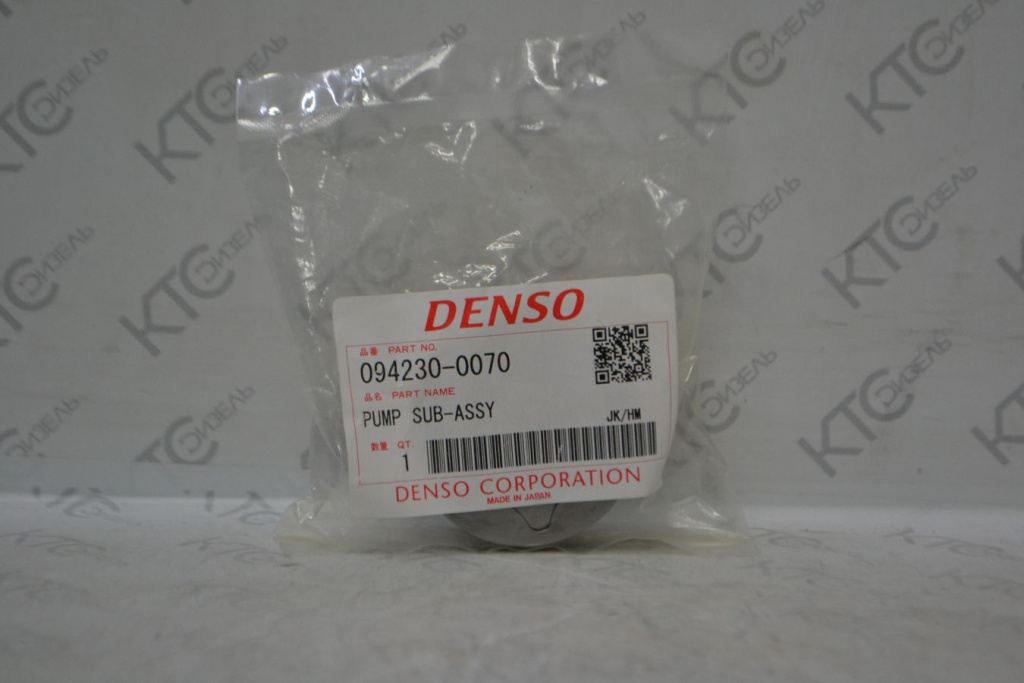 DENSO
品番 PART NO.
094230-0070
品名 PART NAME
PUMP SUB-ASSY
JK/HM
数量 QT.
1
DENSO CORPORATION
MADE IN JAPAN
КТС ДИЗЕЛЬ